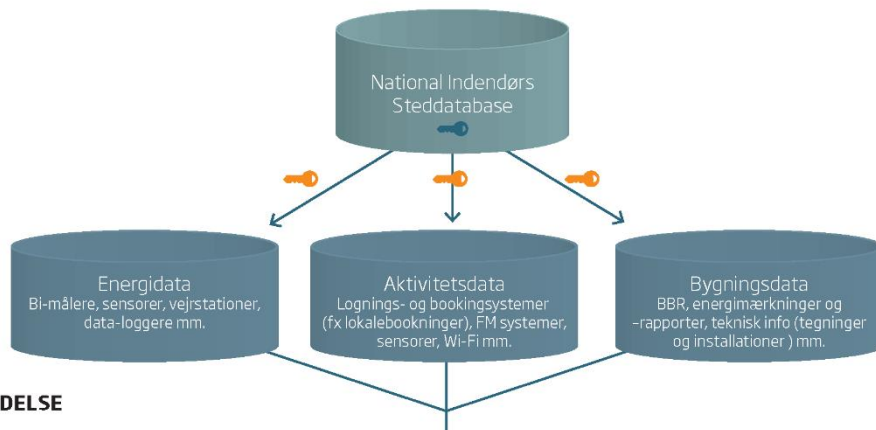 National Indendørs
Steddatabase
Energidata
Bi-målere, sensorer, vejrstationer,
data-loggere mm.
Aktivitetsdata
Lognings- og bookingsystemer
(fx lokalebookninger), FM systemer,
sensorer, Wi-Fi mm.
Bygningsdata
BBR, energimærkninger og
–rapporter, teknisk info (tegninger
og installationer ) mm.
DELSE